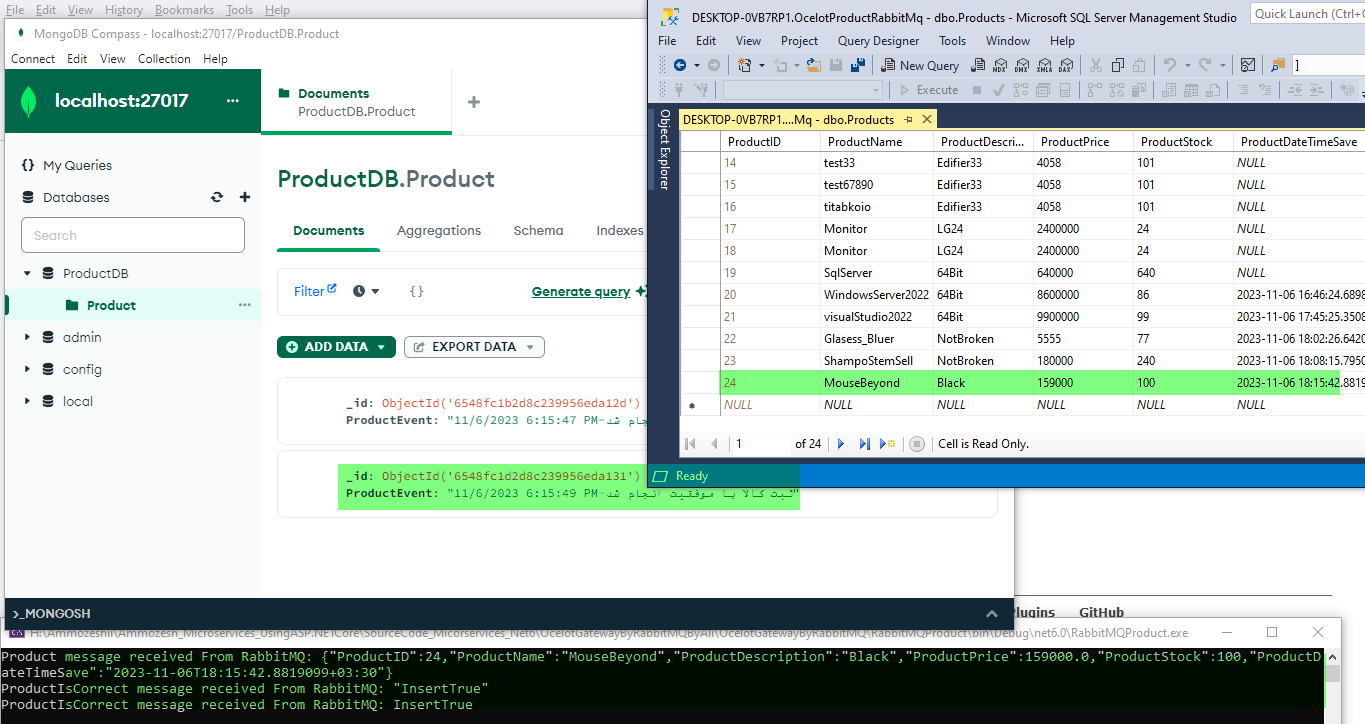 File Edit View History Bookmarks Tools Help
MongoDB Compass - localhost:27017/ProductDB.Product
Connect Edit View Collection Help
localhost:27017
...
Documents
ProductDB.Product
My Queries
Databases
Search
ProductDB
Product
admin
config
local
ProductDB.Product
Documents Aggregations Schema Indexes
Filter
{}
Generate query
ADD DATA
EXPORT DATA
_id: ObjectId('6548fc1b2d8c239956eda12d')
ProductEvent: "11/6/2023 6:15:47 PM-انجام شد
_id: ObjectId('6548fc1d2d8c239956eda131')
ProductEvent: "11/6/2023 6:15:49 PM-ثبت کالا با موفقیت انجام شد"
>_MONGOSH
DESKTOP-0VB7RP1.OcelotProductRabbitMq - dbo.Products - Microsoft SQL Server Management Studio
Quick Launch (Ctrl+
File Edit View Project Query Designer Tools Window Help
New Query
MDX DMX XMLA DAX
]
Execute
Object Explorer
DESKTOP-0VB7RP1....Mq - dbo.Products
ProductID ProductName ProductDescri... ProductPrice ProductStock ProductDateTimeSave
14 test33 Edifier33 4058 101 NULL
15 test67890 Edifier33 4058 101 NULL
16 titabkoio Edifier33 4058 101 NULL
17 Monitor LG24 2400000 24 NULL
18 Monitor LG24 2400000 24 NULL
19 SqlServer 64Bit 640000 640 NULL
20 WindowsServer2022 64Bit 8600000 86 2023-11-06 16:46:24.6898
21 visualStudio2022 64Bit 9900000 99 2023-11-06 17:45:25.3508
22 Glasess_Bluer NotBroken 5555 77 2023-11-06 18:02:26.6420
23 ShampoStemSell NotBroken 180000 240 2023-11-06 18:08:15.7950
24 MouseBeyond Black 159000 100 2023-11-06 18:15:42.8819
NULL NULL NULL NULL NULL NULL
1 of 24 Cell is Read Only.
Ready
Plugins GitHub
H:\Ammozeshii\Ammozesh_Microservices_UsingASP.NETCore\SourceCode_Micorservices_Net6\OcelotGatewayByRabbitMQByAli\OcelotGatewayByRabbitMQ\RabbitMQProduct\bin\Debug\net6.0\RabbitMQProduct.exe
Product message received From RabbitMQ: {"ProductID":24,"ProductName":"MouseBeyond","ProductDescription":"Black","ProductPrice":159000.0,"ProductStock":100,"ProductD
ateTimeSave":"2023-11-06T18:15:42.8819099+03:30"}
ProductIsCorrect message received From RabbitMQ: "InsertTrue"
ProductIsCorrect message received From RabbitMQ: InsertTrue